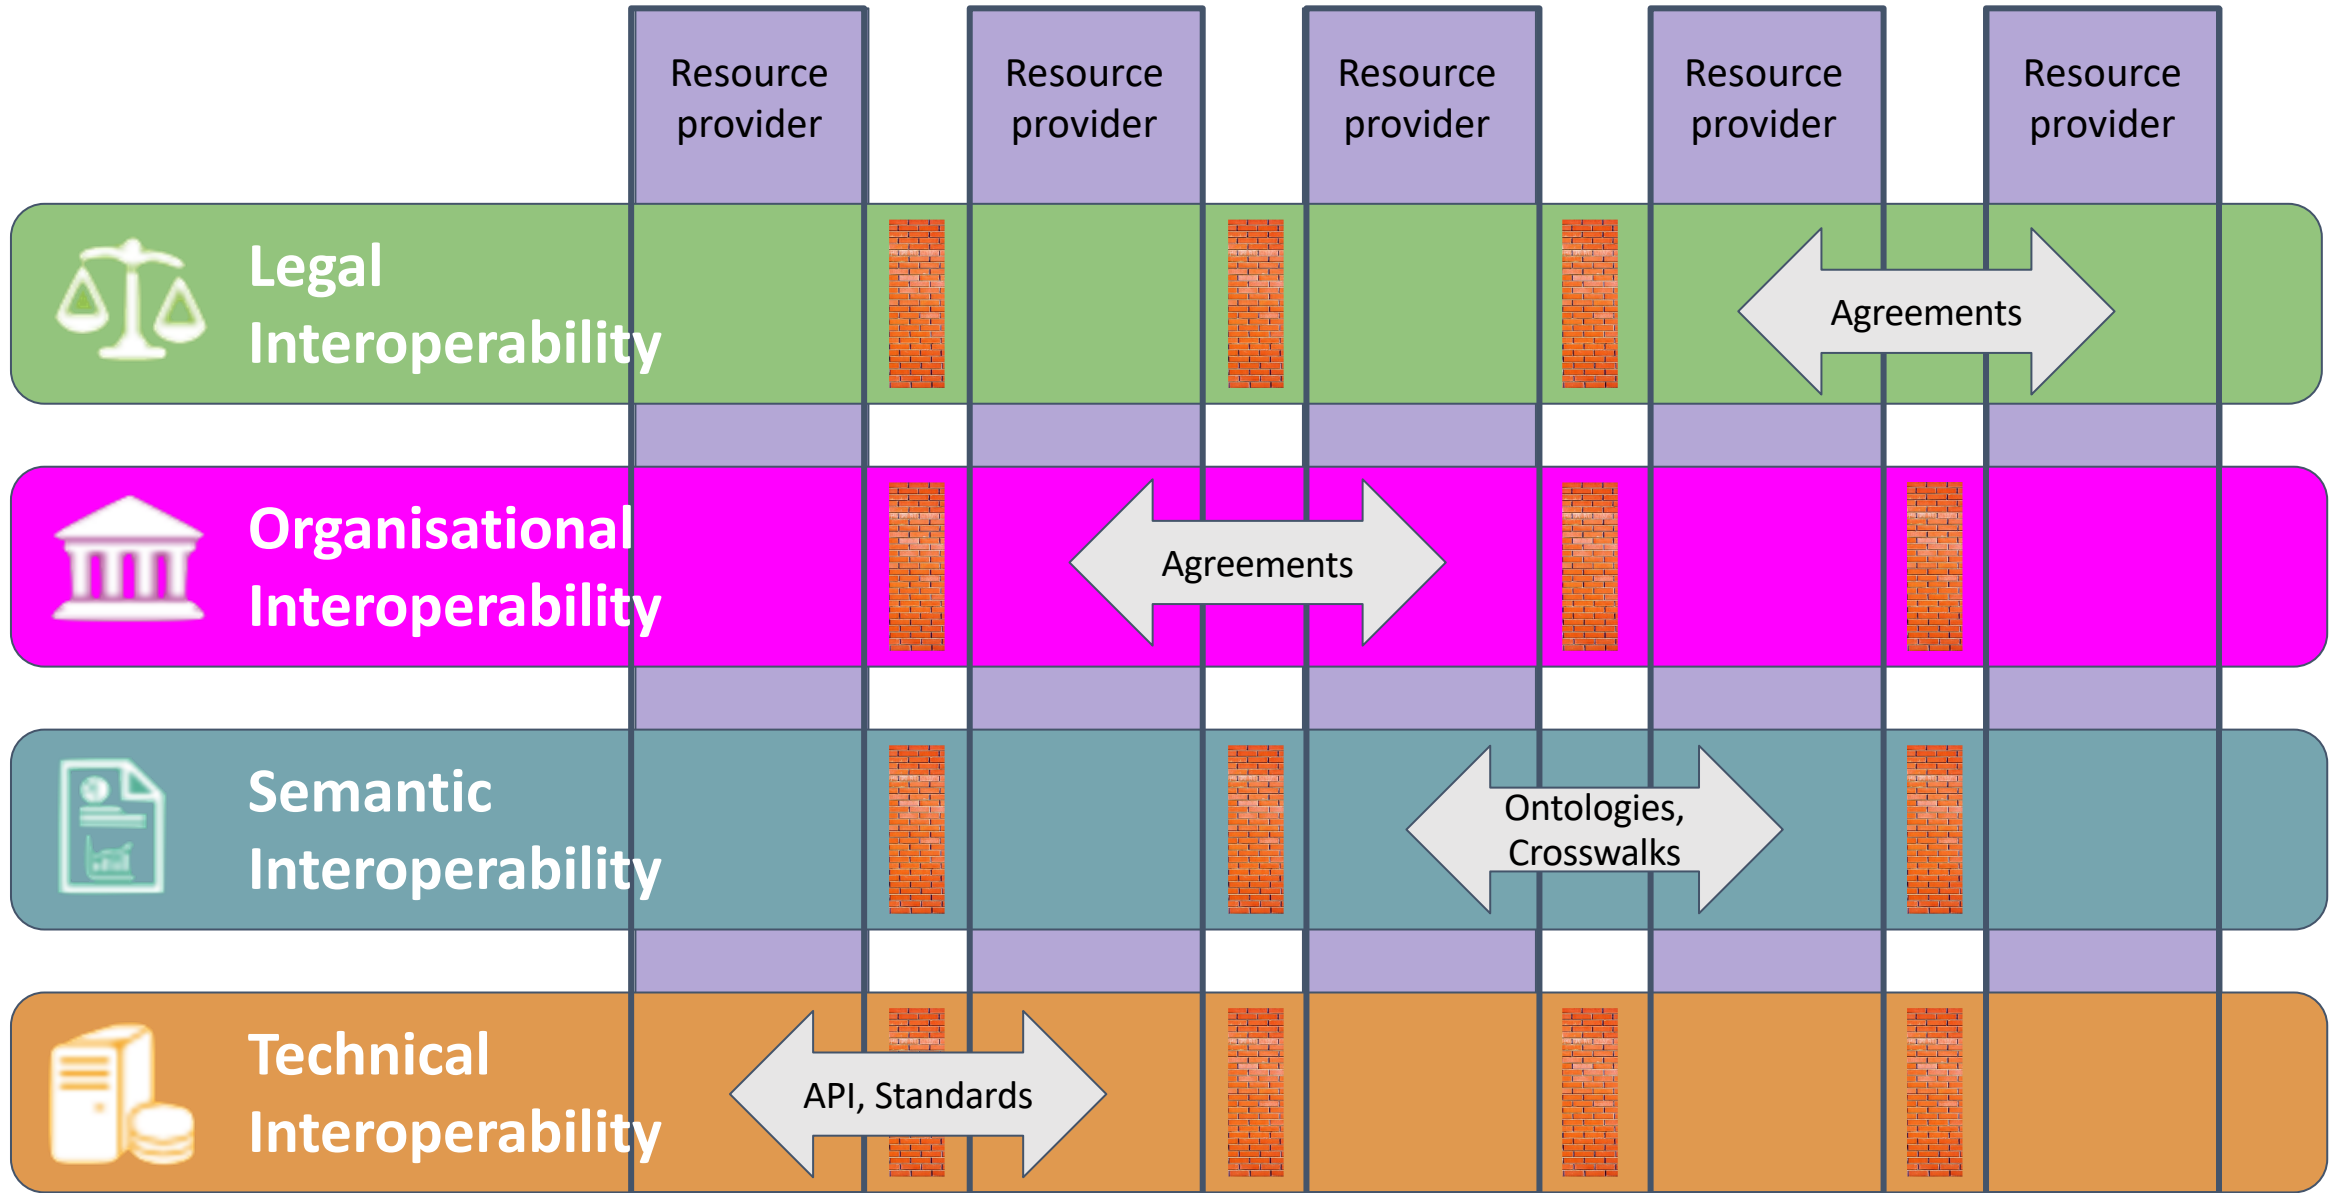 Resource
provider
Resource
provider
Resource
provider
Resource
provider
Resource
provider
Legal
Interoperability
Agreements
Organisational
Interoperability
Agreements
Semantic
Interoperability
Ontologies,
Crosswalks
Technical
Interoperability
API, Standards